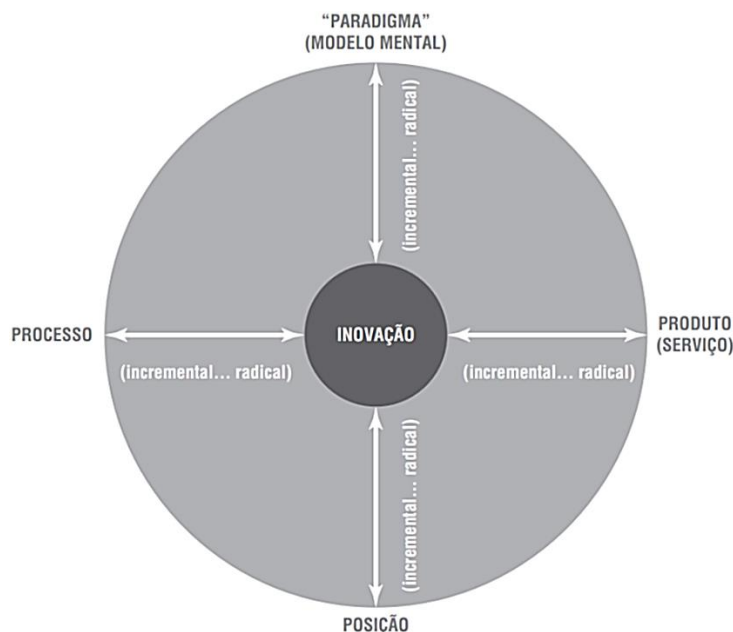 “PARADIGMA”
(MODELO MENTAL)
(incremental... radical)
PROCESSO
INOVAÇÃO
PRODUTO
(SERVIÇO)
(incremental... radical)
(incremental... radical)
(incremental... radical)
POSIÇÃO